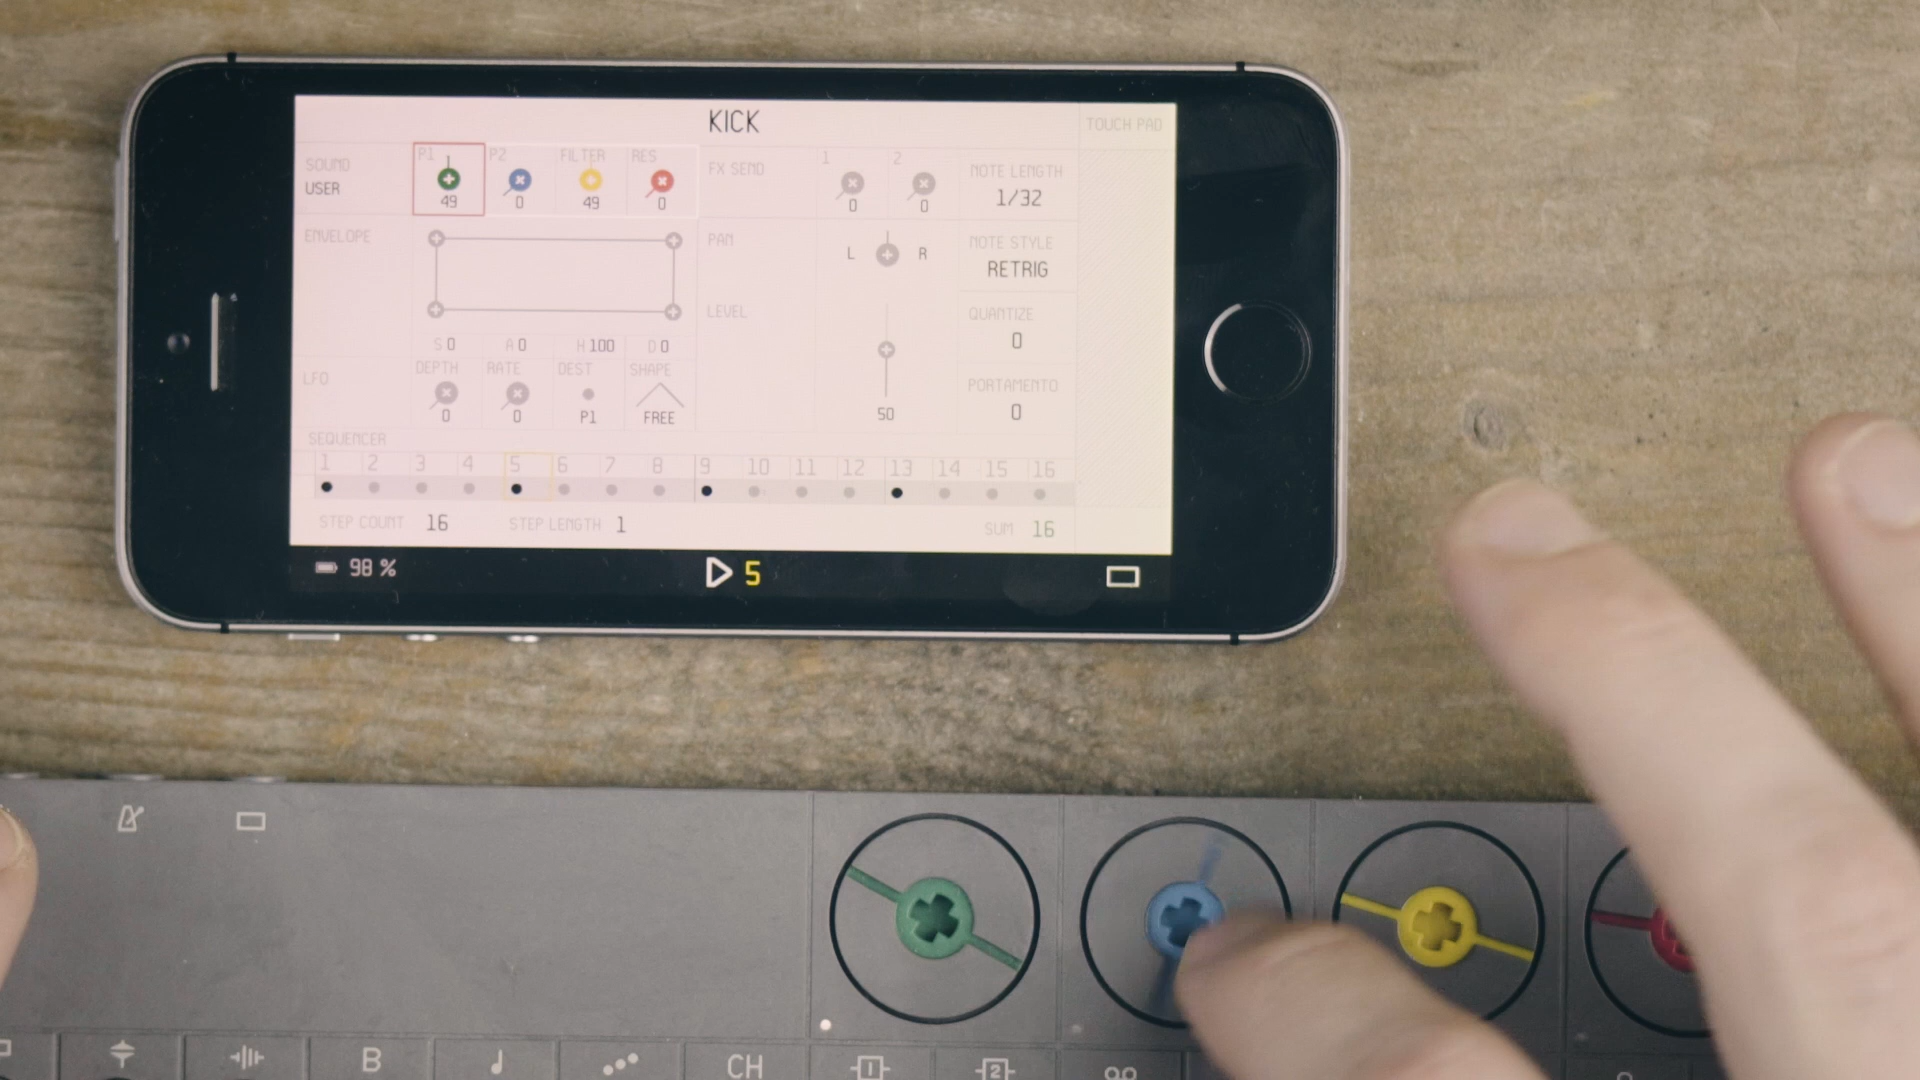 KICK
TOUCH PAD
SOUND
USER
P1
49
P2
0
FILTER
49
RES
0
FX SEND
1
0
2
0
NOTE LENGTH
1/32
ENVELOPE
PAN
L
R
NOTE STYLE
RETRIG
LEVEL
50
QUANTIZE
0
S 0
A 0
H 100
D 0
LFO
DEPTH
0
RATE
0
DEST
P1
SHAPE
FREE
PORTAMENTO
0
SEQUENCER
1 2 3 4 5 6 7 8 9 10 11 12 13 14 15 16
STEP COUNT 16
STEP LENGTH 1
SUM 16
98 %
5
B
CH
1
2